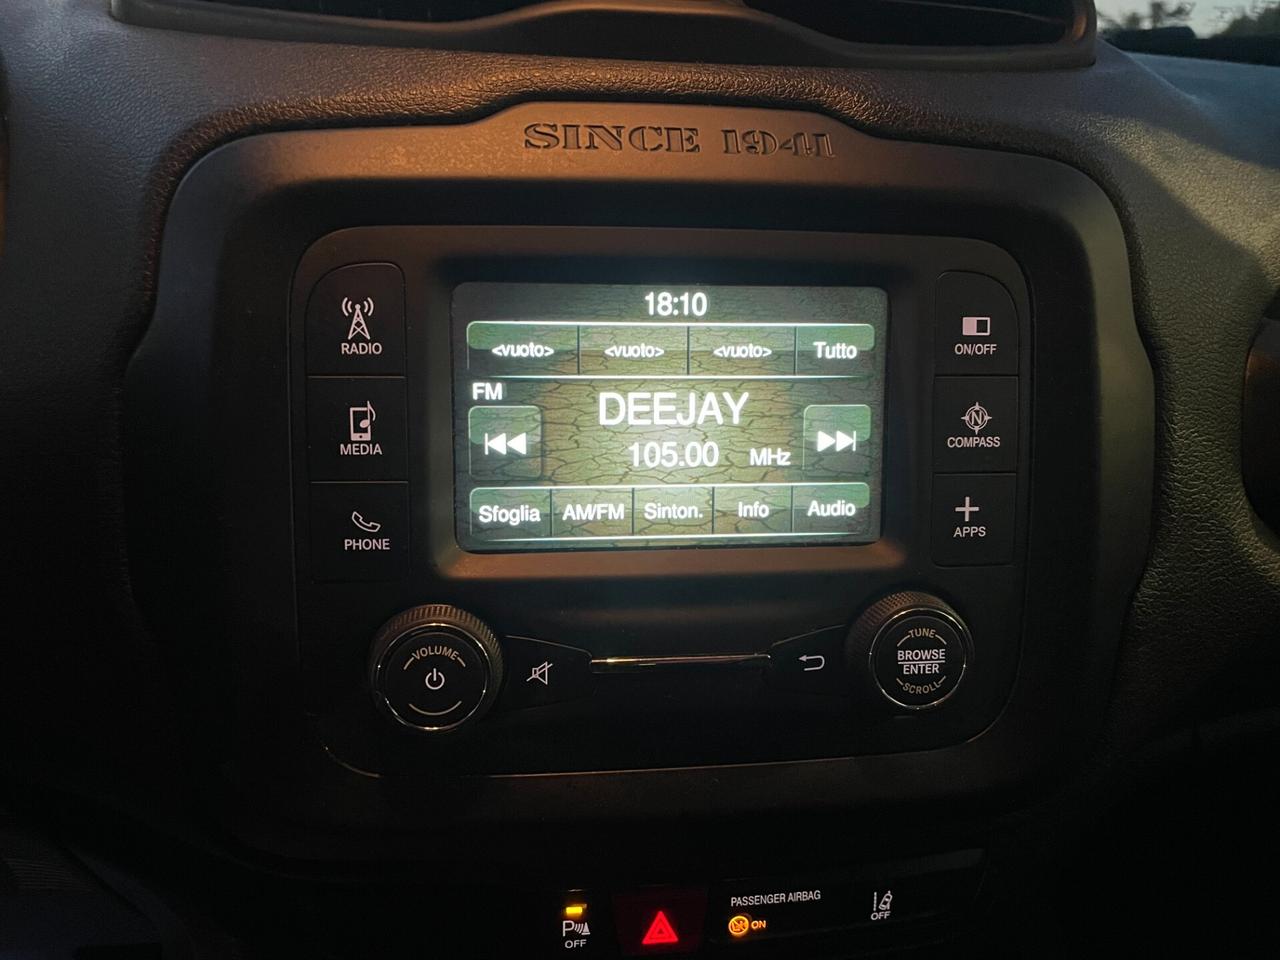 SINCE 1941
18:10
<vuoto> <vuoto> <vuoto> Tutto
FM
DEEJAY
105.00 MHz
Sfoglia AM/FM Sinton. Info Audio
RADIO
MEDIA
PHONE
ON/OFF
N
COMPASS
APPS
VOLUME
TUNE
BROWSE
ENTER
SCROLL
P
OFF
PASSENGER AIRBAG
ON
OFF